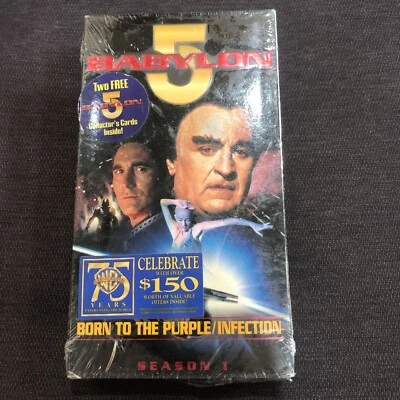 BABYLON
5
Two FREE
BABYLON 5
Collector's Cards
Inside!
75
WB
YEARS
CELEBRATE
WITH OVER
$150
WORTH OF VALUABLE
OFFERS INSIDE!
BORN TO THE PURPLE/INFECTION
SEASON 1